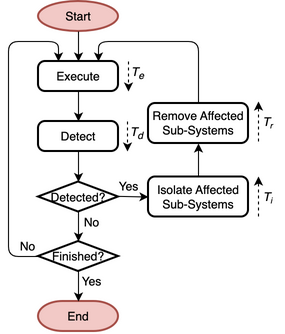 Start
Execute
T_e
Remove Affected
Sub-Systems
T_r
Detect
T_d
Detected?
Yes
Isolate Affected
Sub-Systems
T_i
No
No
Finished?
Yes
End